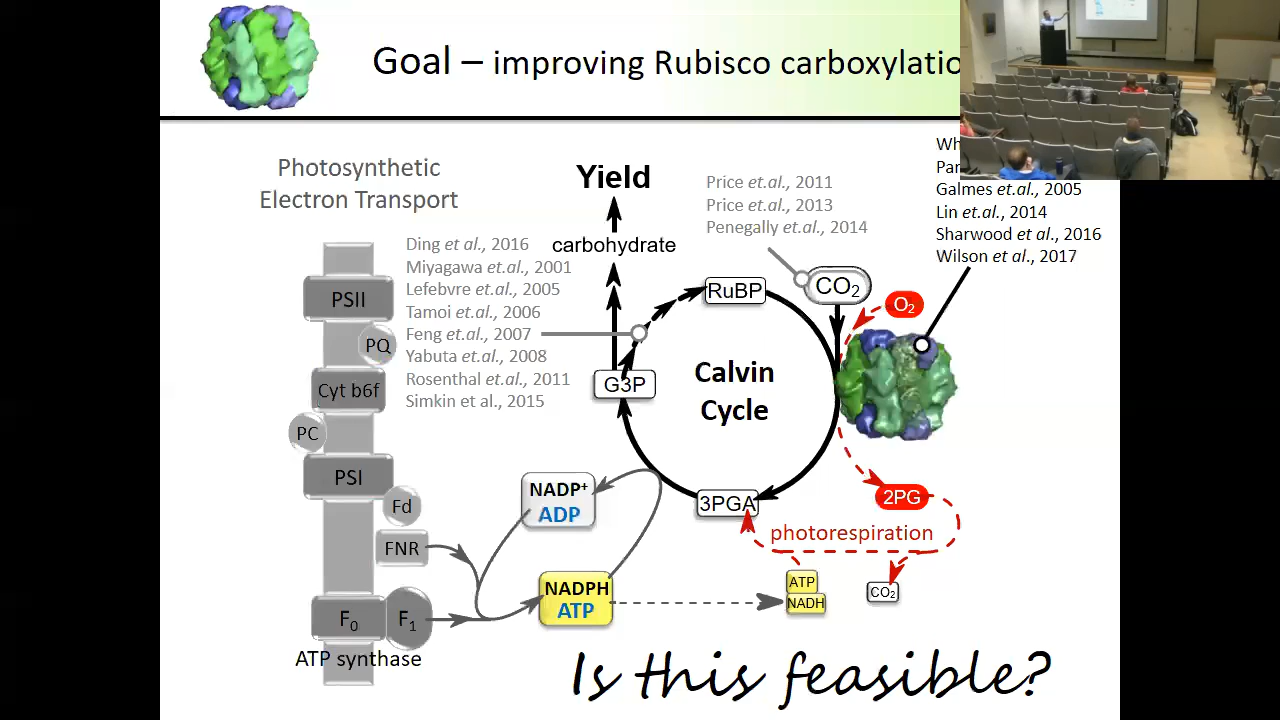 Goal – improving Rubisco carboxylatio
Photosynthetic
Electron Transport
PSII
PQ
Cyt b6f
PC
PSI
Fd
FNR
F0
F1
ATP synthase
Ding et al., 2016
Miyagawa et.al., 2001
Lefebvre et.al., 2005
Tamoi et.al., 2006
Feng et.al., 2007
Yabuta et.al., 2008
Rosenthal et.al., 2011
Simkin et al., 2015
Yield
carbohydrate
G3P
RuBP
Calvin
Cycle
3PGA
Price et.al., 2011
Price et.al., 2013
Penegally et.al., 2014
CO2
O2
Wh
Par
Galmes et.al., 2005
Lin et.al., 2014
Sharwood et.al., 2016
Wilson et.al., 2017
NADP+
ADP
NADPH
ATP
2PG
photorespiration
ATP
NADH
CO2
Is this feasible?